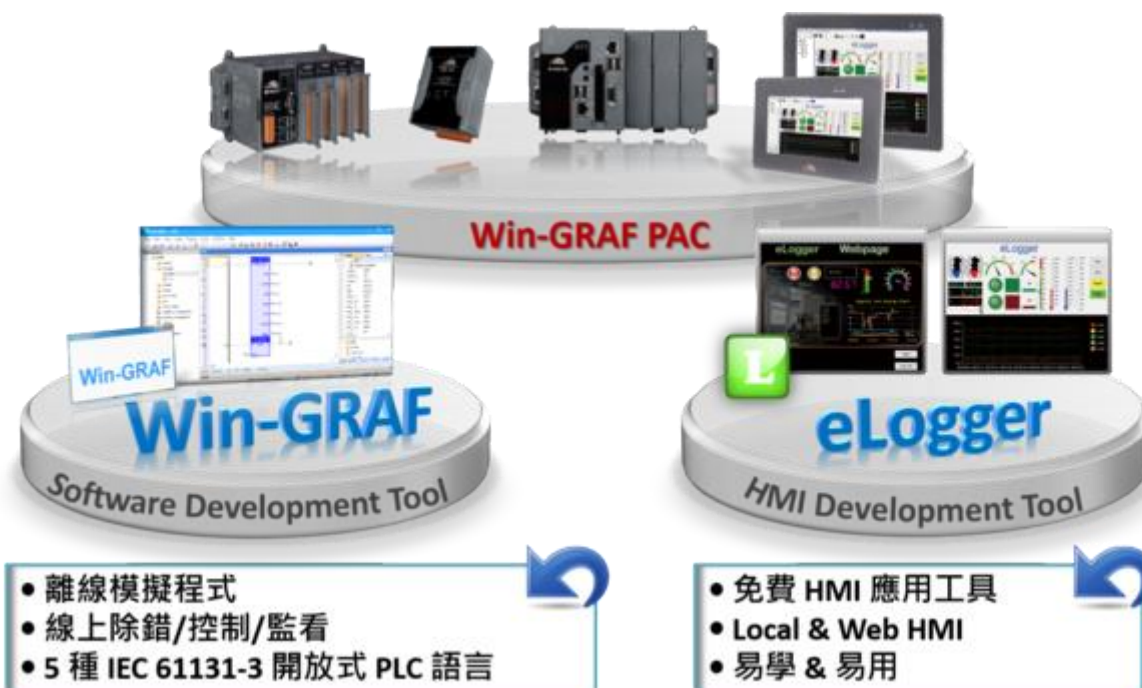 eLogger
Win-GRAF PAC
eLogger Webpage
eLogger
Win-GRAF
L
Win-GRAF
eLogger
Software Development Tool
HMI Development Tool
• 離線模擬程式
• 線上除錯/控制/監看
• 5 種 IEC 61131-3 開放式 PLC 語言
• 免費 HMI 應用工具
• Local & Web HMI
• 易學 & 易用